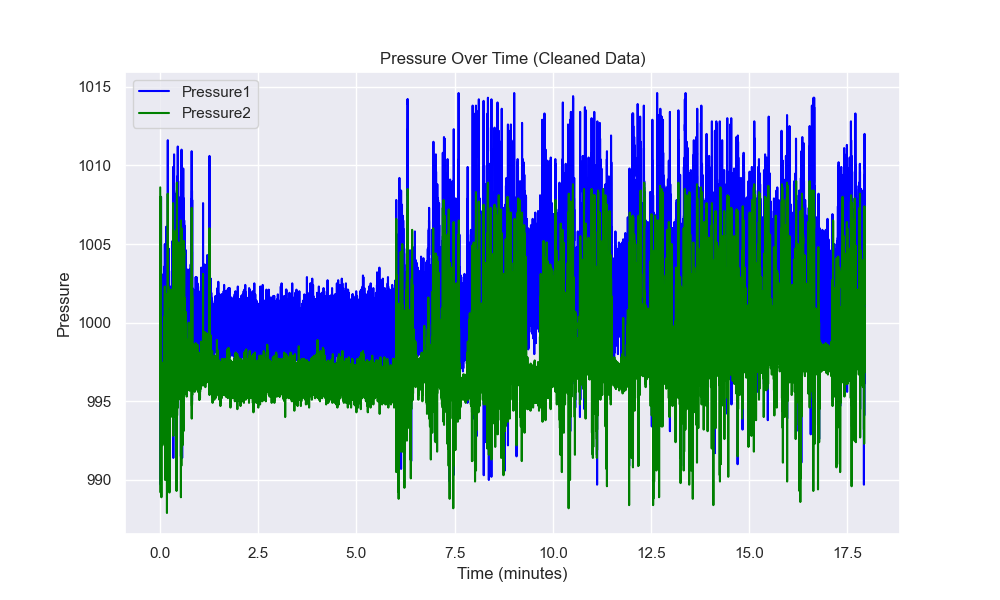 Pressure Over Time (Cleaned Data)
Pressure1
Pressure2
1015
1010
1005
1000
995
990
Pressure
0.0 2.5 5.0 7.5 10.0 12.5 15.0 17.5
Time (minutes)